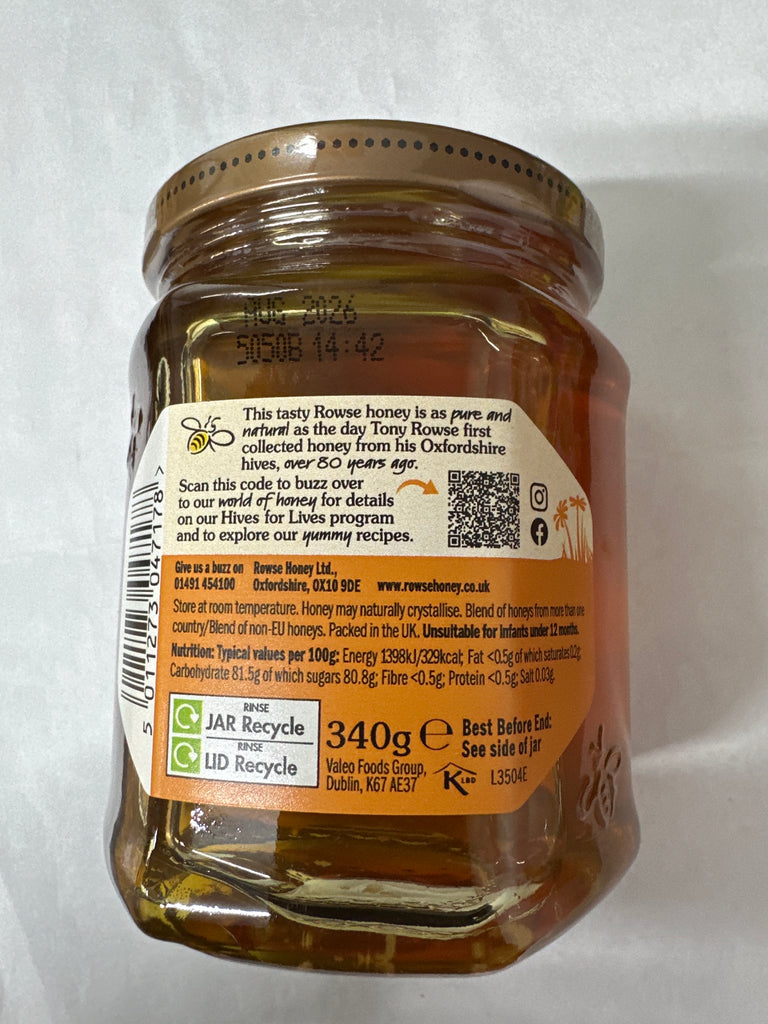 AUG 2026
5050B 14:42
This tasty Rowse honey is as pure and
natural as the day Tony Rowse first
collected honey from his Oxfordshire
hives, over 80 years ago.
Scan this code to buzz over
to our world of honey for details
on our Hives for Lives program
and to explore our yummy recipes.
Give us a buzz on
01491 454100
Rowse Honey Ltd.,
Oxfordshire, OX10 9DE
www.rowsehoney.co.uk
Store at room temperature. Honey may naturally crystallise. Blend of honeys from more than one
country/Blend of non-EU honeys. Packed in the UK. Unsuitable for infants under 12 months.
Nutrition: Typical values per 100g: Energy 1398kJ/329kcal; Fat <0.5g of which saturates 0.2g;
Carbohydrate 81.5g of which sugars 80.8g; Fibre <0.5g; Protein <0.5g; Salt 0.03g.
RINSE
JAR Recycle
RINSE
LID Recycle
340g e
Best Before End:
See side of jar
Valeo Foods Group,
Dublin, K67 AE37
K LBD
L3504E
5 011273 047178 >